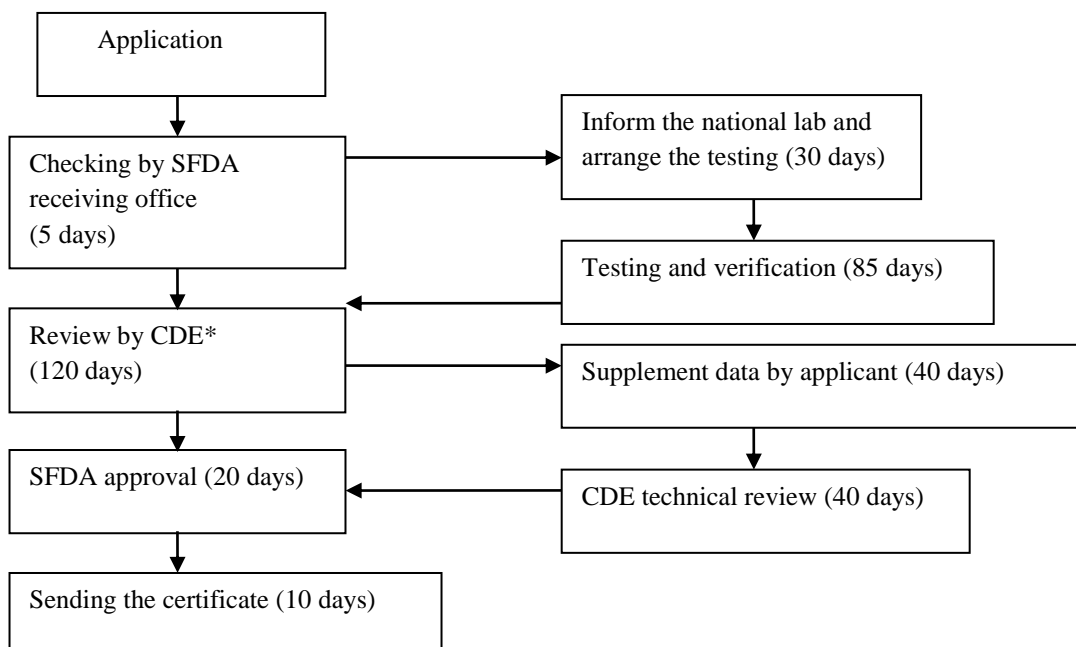 Application
Checking by SFDA
receiving office
(5 days)
Inform the national lab and
arrange the testing (30 days)
Testing and verification (85 days)
Review by CDE*
(120 days)
Supplement data by applicant (40 days)
SFDA approval (20 days)
CDE technical review (40 days)
Sending the certificate (10 days)